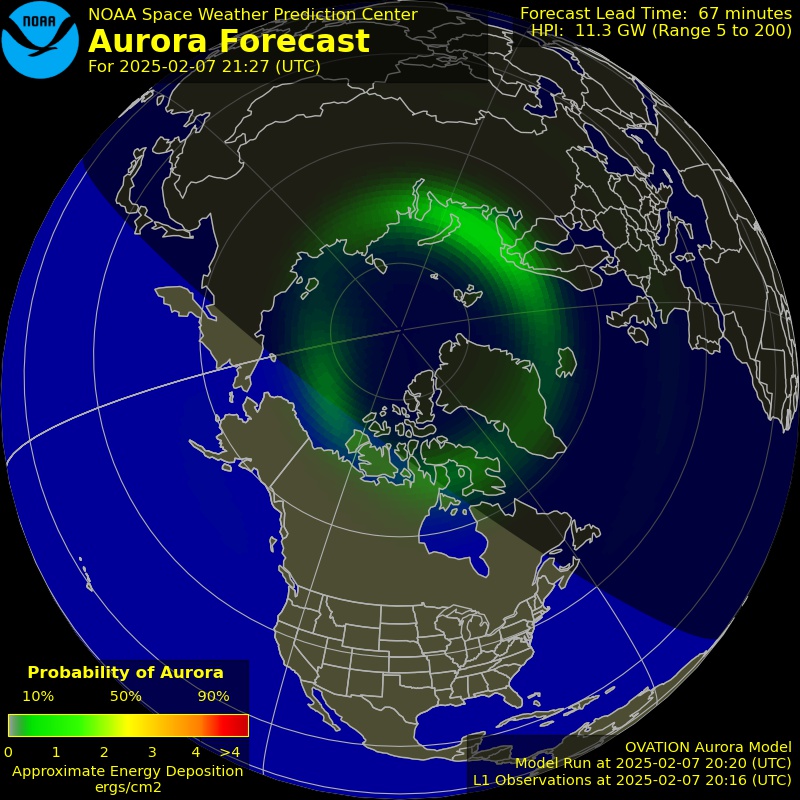 NOAA
NOAA Space Weather Prediction Center
Aurora Forecast
For 2025-02-07 21:27 (UTC)
Forecast Lead Time: 67 minutes
HPI: 11.3 GW (Range 5 to 200)
Probability of Aurora
10% 50% 90%
0 1 2 3 4 >4
Approximate Energy Deposition
ergs/cm2
OVATION Aurora Model
Model Run at 2025-02-07 20:20 (UTC)
L1 Observations at 2025-02-07 20:16 (UTC)